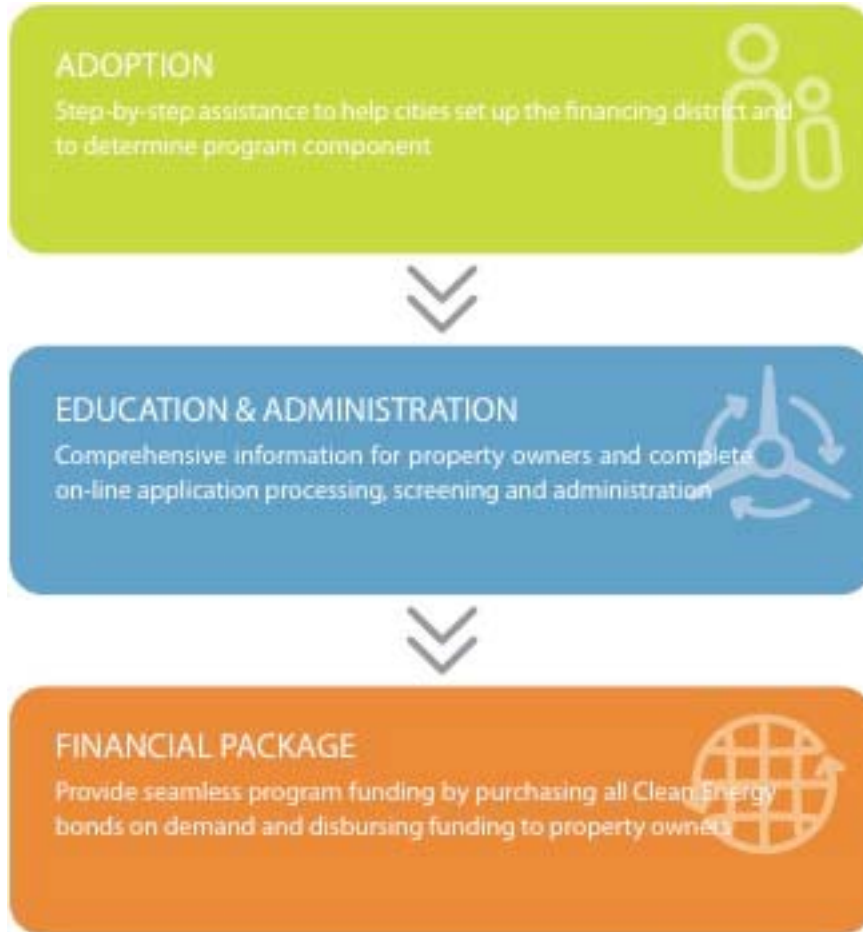 ADOPTION
Step-by-step assistance to help cities set up the financing district and
to determine program component
EDUCATION & ADMINISTRATION
Comprehensive information for property owners and complete
on-line application processing, screening and administration
FINANCIAL PACKAGE
Provide seamless program funding by purchasing all Clean Energy
bonds on demand and disbursing funding to property owners